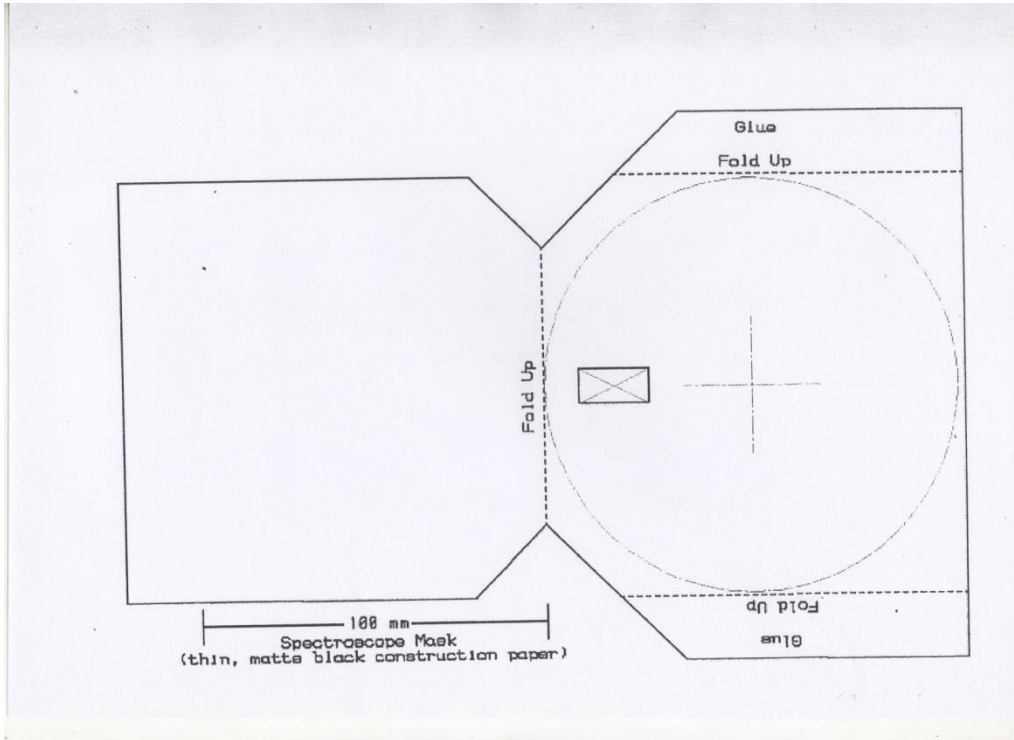 Glue
Fold Up
Fold Up
Fold Up
Glue
100 mm
Spectroscope Mask
(thin, matte black construction paper)